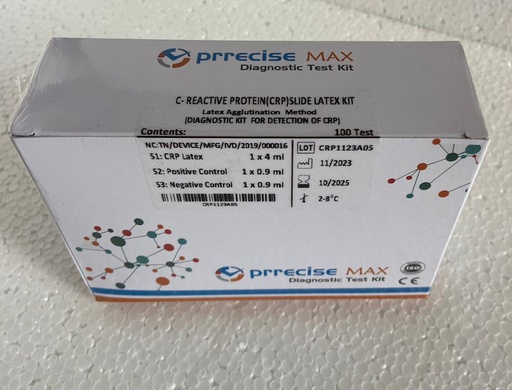 prrecise MAX
Diagnostic Test Kit
C- REACTIVE PROTEIN(CRP)SLIDE LATEX KIT
Latex Agglutination Method
(DIAGNOSTIC KIT FOR DETECTION OF CRP)
Contents: 100 Test
NC:TN/DEVICE/MFG/IVD/2019/000016
S1: CRP Latex 1 x 4 ml
S2: Positive Control 1 x 0.9 ml
S3: Negative Control 1 x 0.9 ml
CRP1123A05
LOT CRP1123A05
11/2023
10/2025
2-8°C
prrecise MAX
Diagnostic Test Kit
ISO
CE